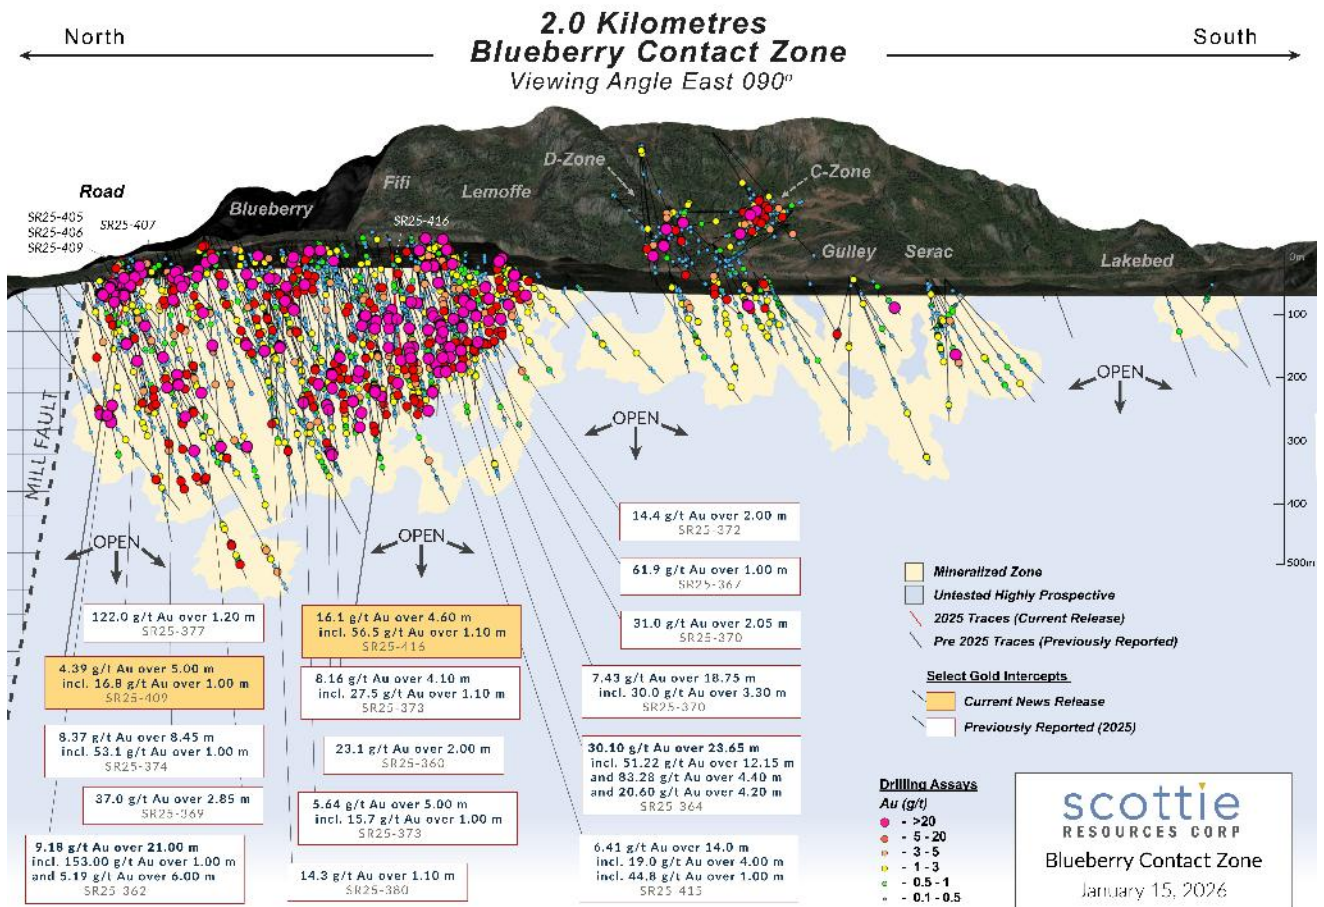 2.0 Kilometres
North
South
Blueberry Contact Zone
Viewing Angle East 090°
D-Zone
C-Zone
Fifi
Lemoffe
Road
Blueberry
SR25-405
SR25-406
SR25-409
SR25-407
SR25-416
Gulley
Serac
Lakebed
0m
100
200
300
400
500m
MILL FAULT
OPEN
OPEN
OPEN
OPEN
14.4 g/t Au over 2.00 m
SR25-372
61.9 g/t Au over 1.00 m
SR25-367
31.0 g/t Au over 2.05 m
SR25-370
122.0 g/t Au over 1.20 m
SR25-377
16.1 g/t Au over 4.60 m
incl. 56.5 g/t Au over 1.10 m
SR25-416
4.39 g/t Au over 5.00 m
incl. 16.8 g/t Au over 1.00 m
SR25-409
8.16 g/t Au over 4.10 m
incl. 27.5 g/t Au over 1.10 m
SR25-373
7.43 g/t Au over 18.75 m
incl. 30.0 g/t Au over 3.30 m
SR25-370
8.37 g/t Au over 8.45 m
incl. 53.1 g/t Au over 1.00 m
SR25-374
23.1 g/t Au over 2.00 m
SR25-360
30.10 g/t Au over 23.65 m
incl. 51.22 g/t Au over 12.15 m
and 83.28 g/t Au over 4.40 m
and 20.60 g/t Au over 4.20 m
SR25-364
37.0 g/t Au over 2.85 m
SR25-369
5.64 g/t Au over 5.00 m
incl. 15.7 g/t Au over 1.00 m
SR25-373
9.18 g/t Au over 21.00 m
incl. 153.00 g/t Au over 1.00 m
and 5.19 g/t Au over 6.00 m
SR25-362
14.3 g/t Au over 1.10 m
SR25-380
6.41 g/t Au over 14.0 m
incl. 19.0 g/t Au over 4.00 m
incl. 44.8 g/t Au over 1.00 m
SR25-415
Mineralized Zone
Untested Highly Prospective
2025 Traces (Current Release)
Pre 2025 Traces (Previously Reported)
Select Gold Intercepts
Current News Release
Previously Reported (2025)
Drilling Assays
Au (g/t)
- >20
- 5 - 20
- 3 - 5
- 1 - 3
- 0.5 - 1
- 0.1 - 0.5
scottie
RESOURCES CORP
Blueberry Contact Zone
January 15, 2026